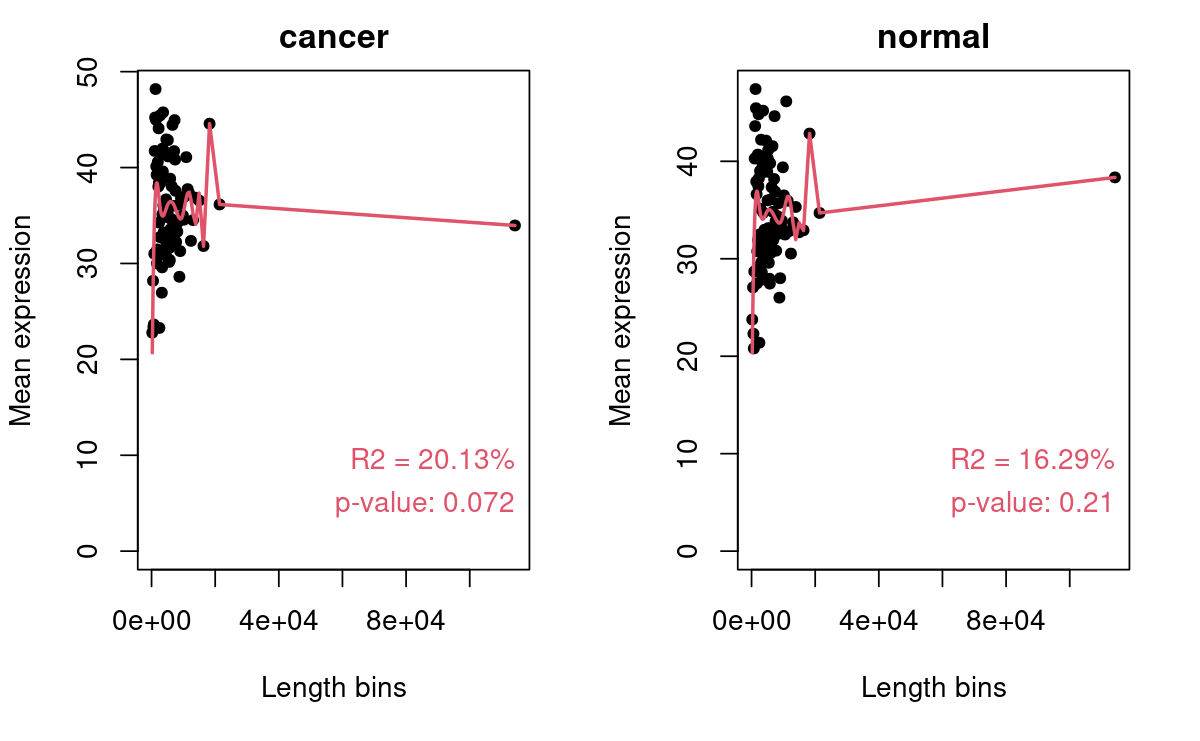 cancer
Mean expression
50
40
30
20
10
0
R2 = 20.13%
p-value: 0.072
0e+00 4e+04 8e+04
Length bins
normal
Mean expression
40
30
20
10
0
R2 = 16.29%
p-value: 0.21
0e+00 4e+04 8e+04
Length bins